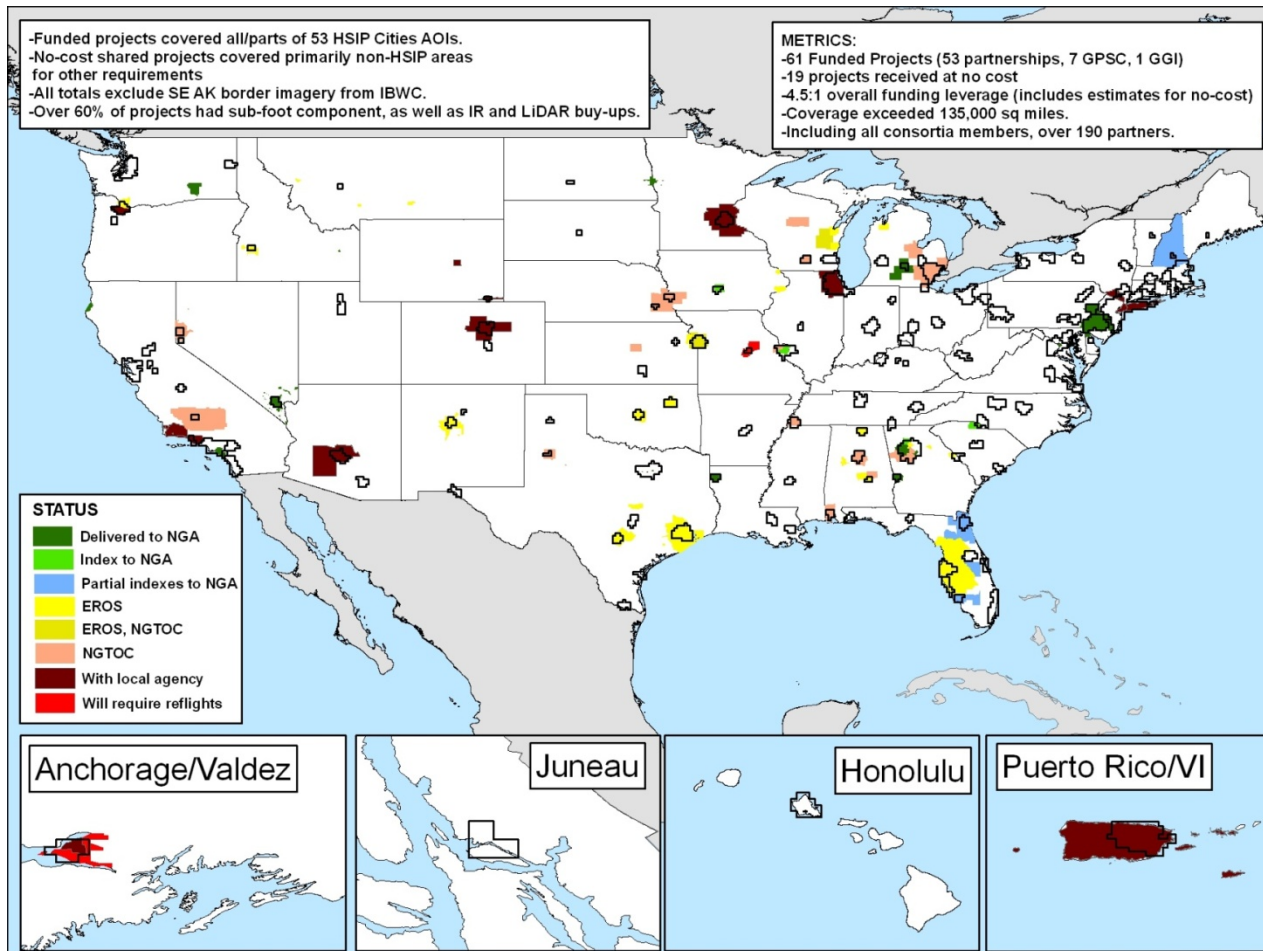 -Funded projects covered all/parts of 53 HSIP Cities AOIs.
-No-cost shared projects covered primarily non-HSIP areas
for other requirements
-All totals exclude SE AK border imagery from IBWC.
-Over 60% of projects had sub-foot component, as well as IR and LiDAR buy-ups.
METRICS:
-61 Funded Projects (53 partnerships, 7 GPSC, 1 GGI)
-19 projects received at no cost
-4.5:1 overall funding leverage (includes estimates for no-cost)
-Coverage exceeded 135,000 sq miles.
-Including all consortia members, over 190 partners.
STATUS
Delivered to NGA
Index to NGA
Partial indexes to NGA
EROS
EROS, NGTOC
NGTOC
With local agency
Will require reflights
Anchorage/Valdez
Juneau
Honolulu
Puerto Rico/VI